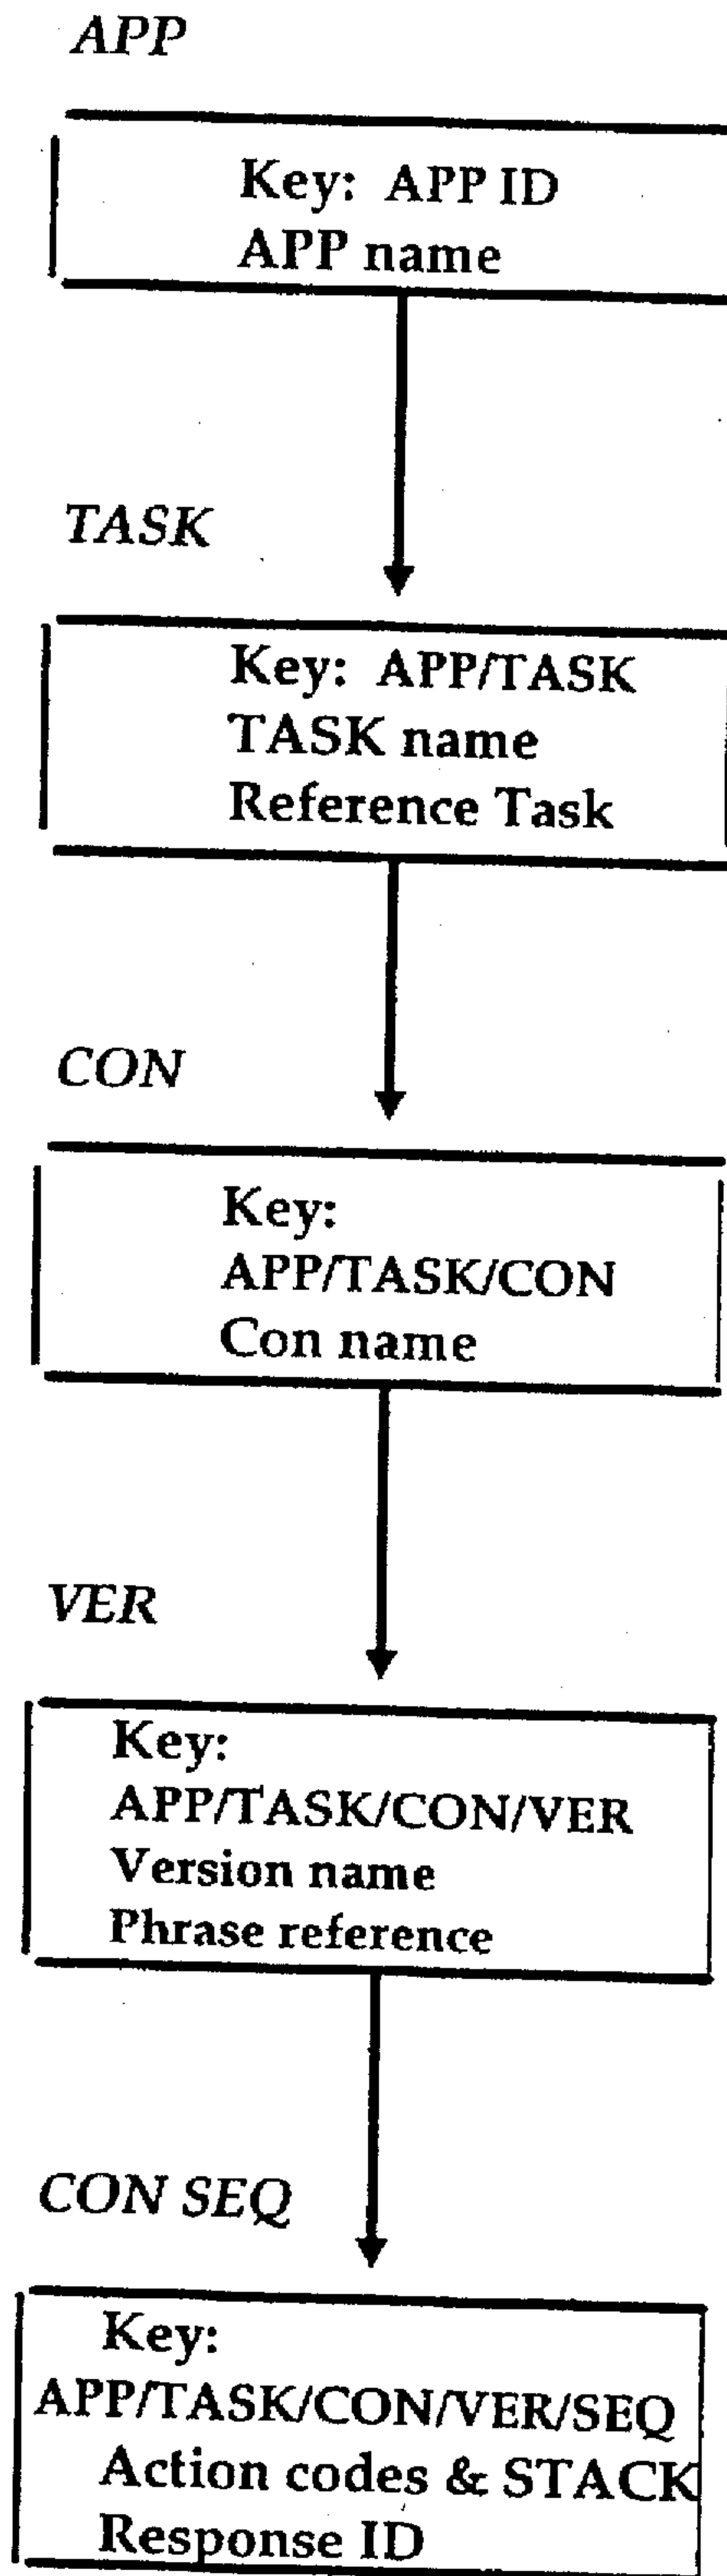 APP
Key: APP ID
APP name
TASK
Key: APP/TASK
TASK name
Reference Task
CON
Key:
APP/TASK/CON
Con name
VER
Key:
APP/TASK/CON/VER
Version name
Phrase reference
CON SEQ
Key:
APP/TASK/CON/VER/SEQ
Action codes & STACK
Response ID